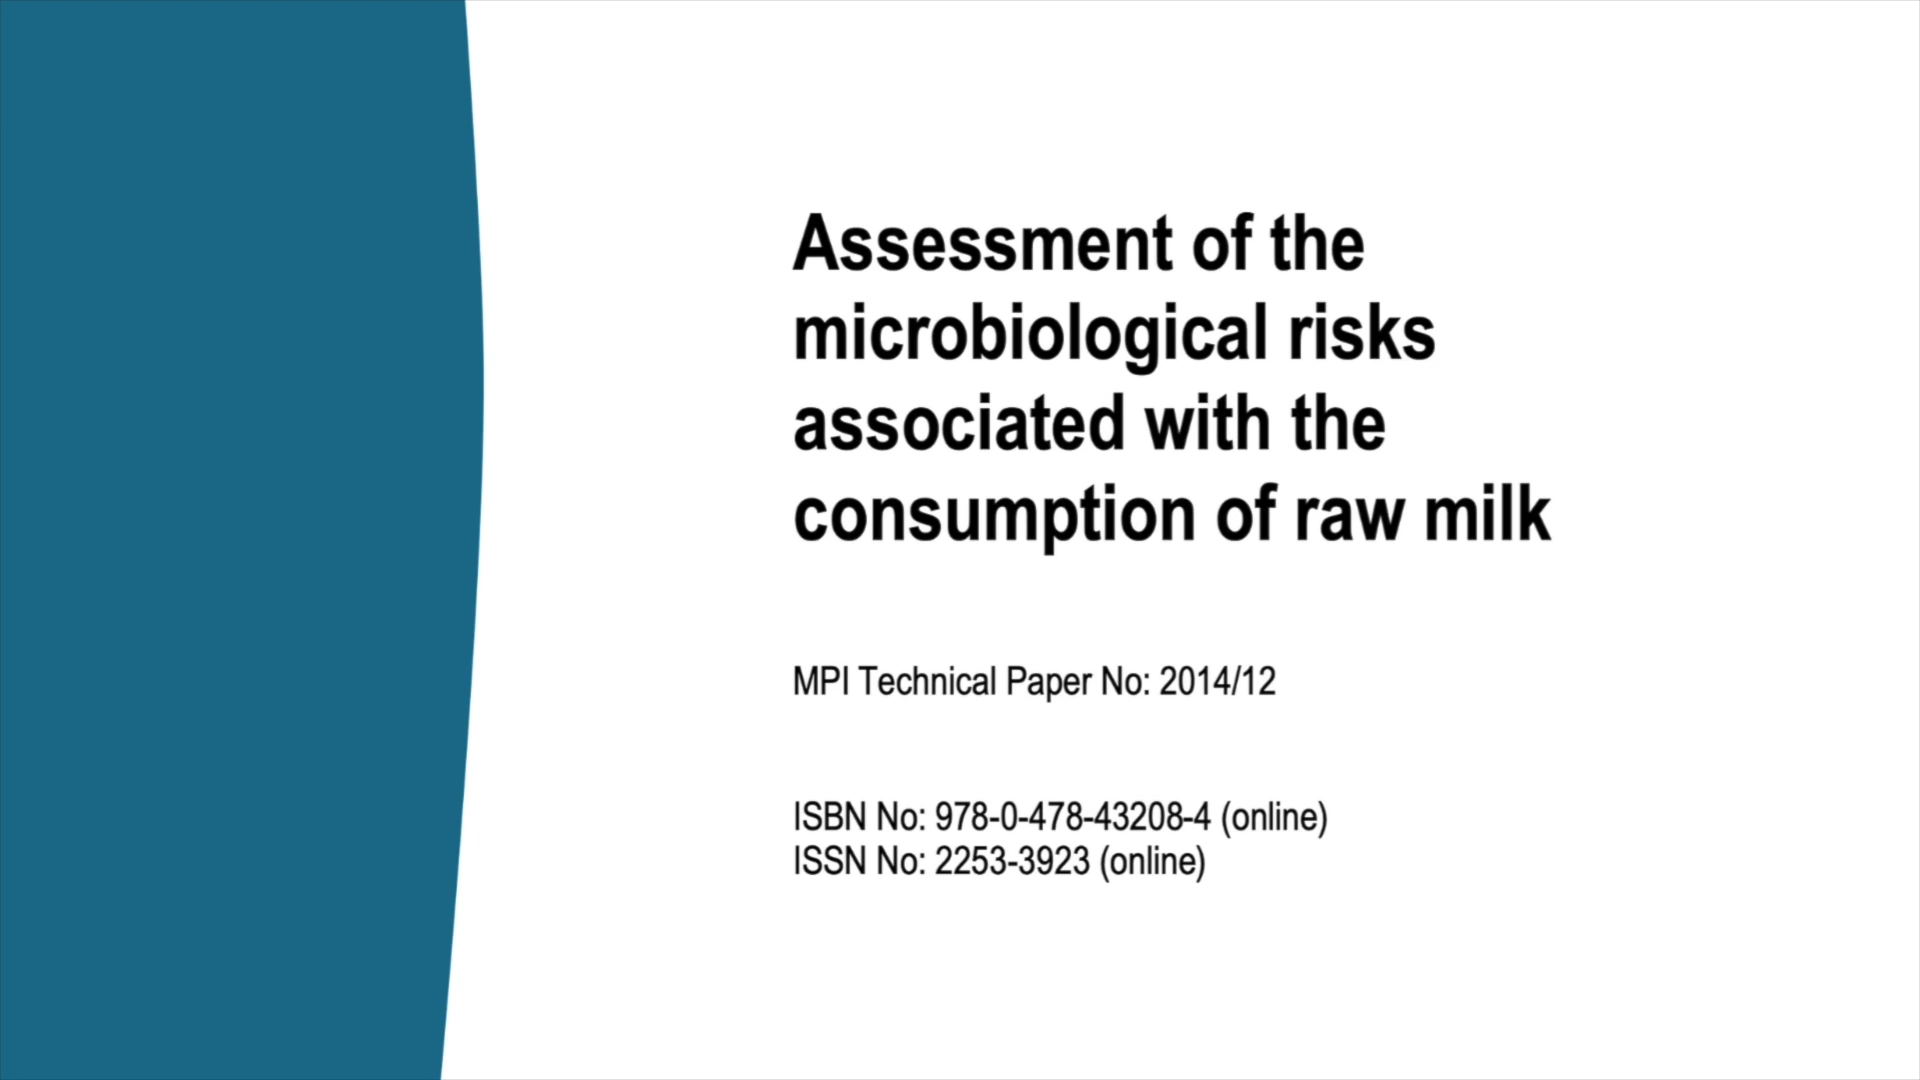 Assessment of the
microbiological risks
associated with the
consumption of raw milk
MPI Technical Paper No: 2014/12
ISBN No: 978-0-478-43208-4 (online)
ISSN No: 2253-3923 (online)